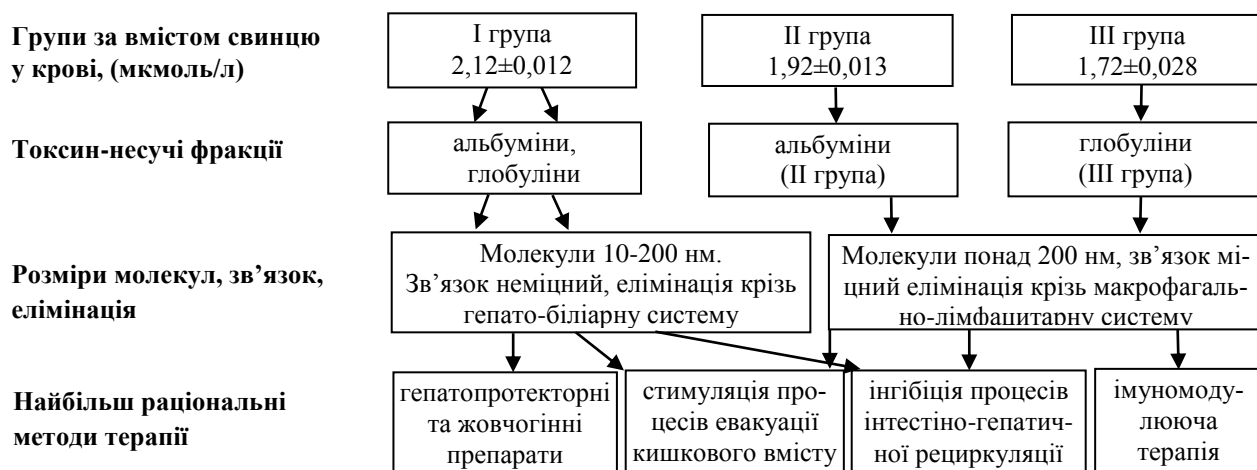 Групи за вмістом свинцю
у крові, (мкмоль/л)
І група
2,12±0,012
ІІ група
1,92±0,013
ІІІ група
1,72±0,028
Токсин-несучі фракції
альбуміни,
глобуліни
альбуміни
(ІІ група)
глобуліни
(ІІІ група)
Розміри молекул, зв’язок,
елімінація
Молекули 10-200 нм.
Зв’язок неміцний, елімінація крізь
гепато-біліарну систему
Молекули понад 200 нм, зв’язок мі-
цний елімінація крізь макрофагаль-
но-лімфацитарну систему
Найбільш раціональні
методи терапії
гепатопротекторні
та жовчогінні
препарати
стимуляція про-
цесів евакуації
кишкового вмісту
інгібіція процесів
інтестіно-гепатич-
ної рециркуляції
імуномоду-
лююча
терапія